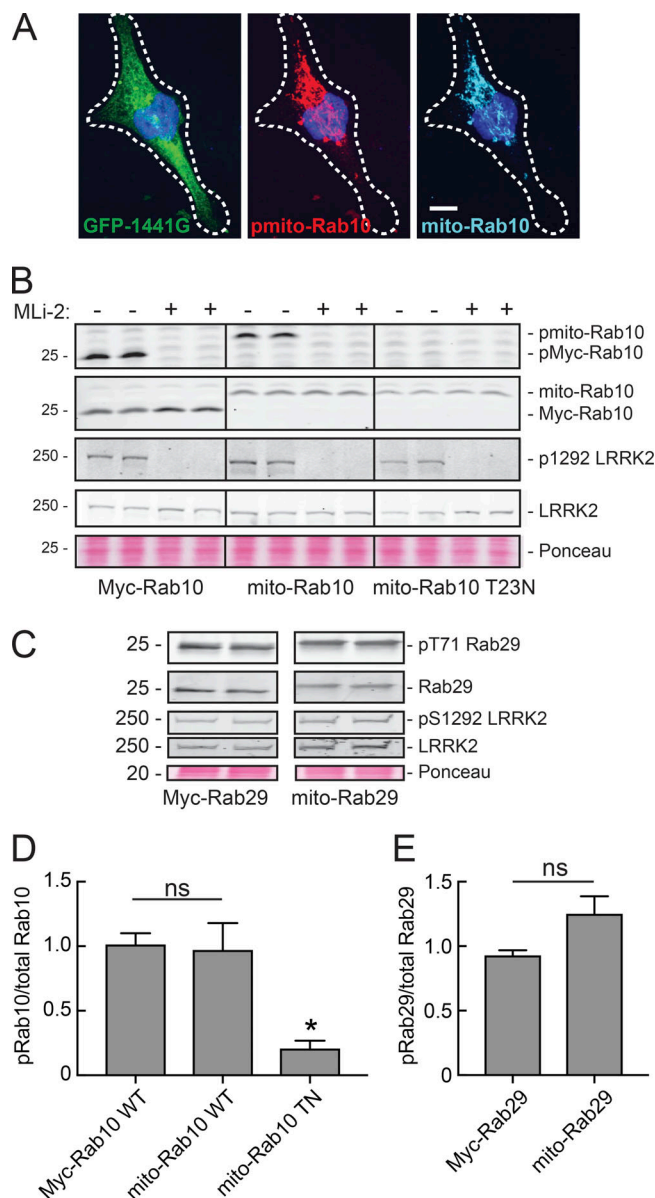 A
GFP-1441G
pmito-Rab10
mito-Rab10
B
MLi-2: - - + + - - + + - - + +
25 -
- pmito-Rab10
- pMyc-Rab10
25 -
- mito-Rab10
- Myc-Rab10
250 -
- p1292 LRRK2
250 -
- LRRK2
25 -
- Ponceau
Myc-Rab10 mito-Rab10 mito-Rab10 T23N
C
25 -
- pT71 Rab29
25 -
- Rab29
250 -
- pS1292 LRRK2
250 -
- LRRK2
20 -
- Ponceau
Myc-Rab29 mito-Rab29
D
pRab10/total Rab10
1.5
1.0
0.5
0
ns
*
Myc-Rab10 WT
mito-Rab10 WT
mito-Rab10 TN
E
pRab29/total Rab29
1.5
1.0
0.5
0
ns
Myc-Rab29
mito-Rab29